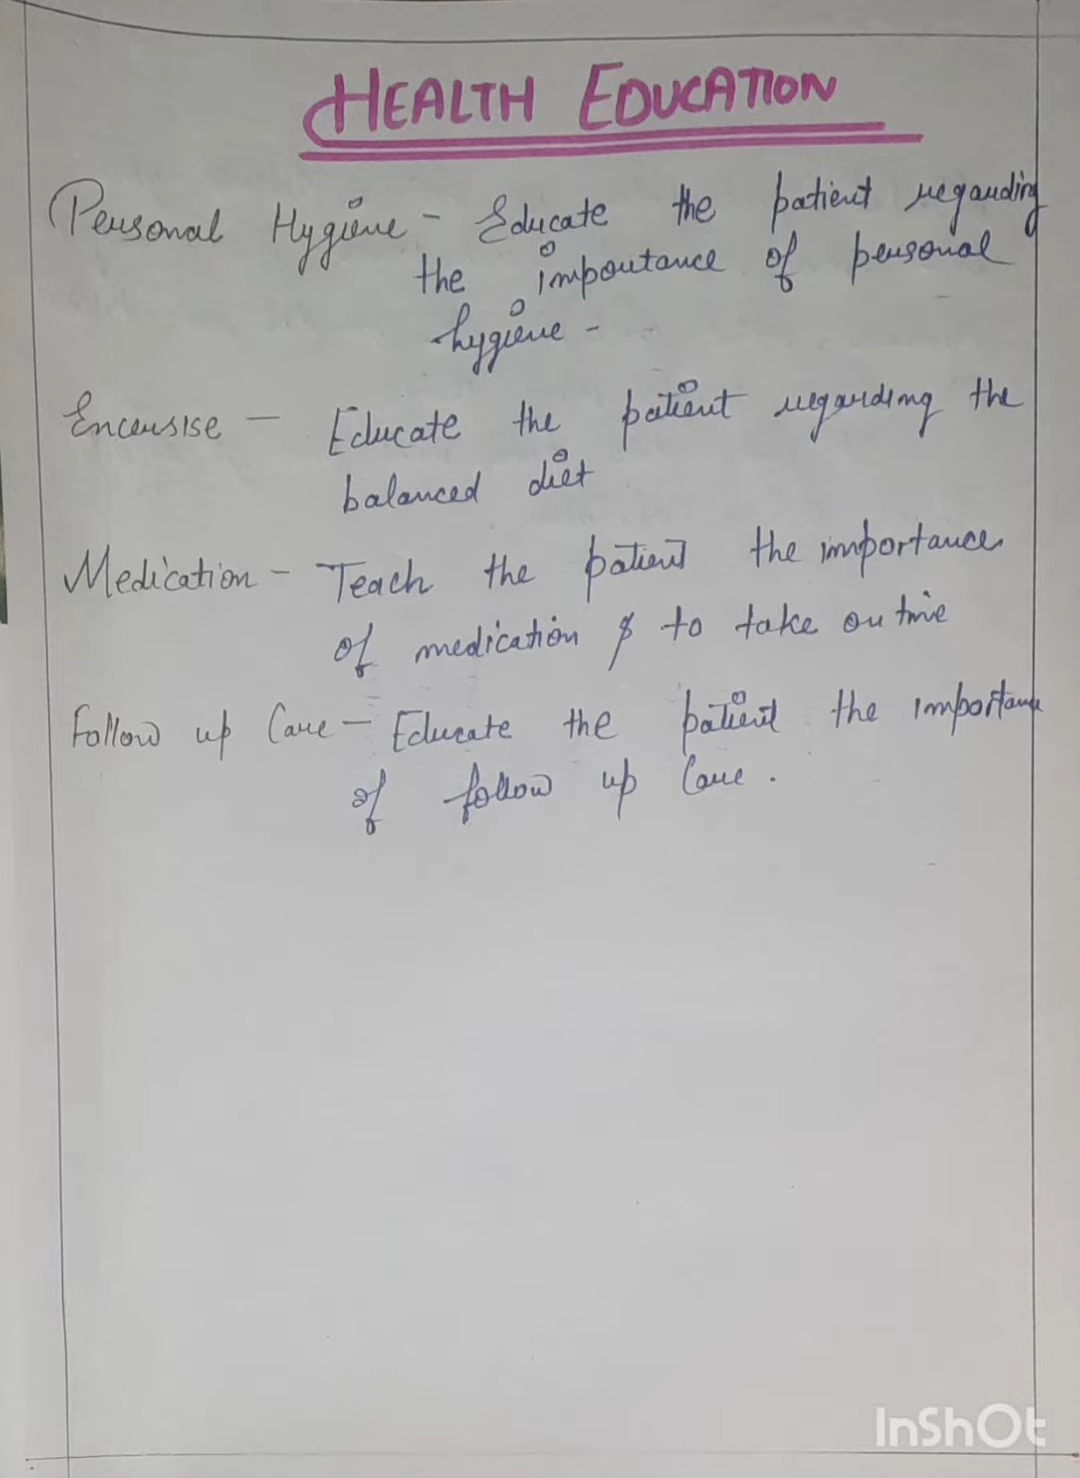 HEALTH EDUCATION
Personal Hygiene - Educate the patient regarding
the importance of personal
hygiene -
Encersise - Educate the patient regarding the
balanced diet
Medication - Teach the patient the importance
of medication & to take on time
Follow up Care - Educate the patient the importance
of follow up Care .
InShOt